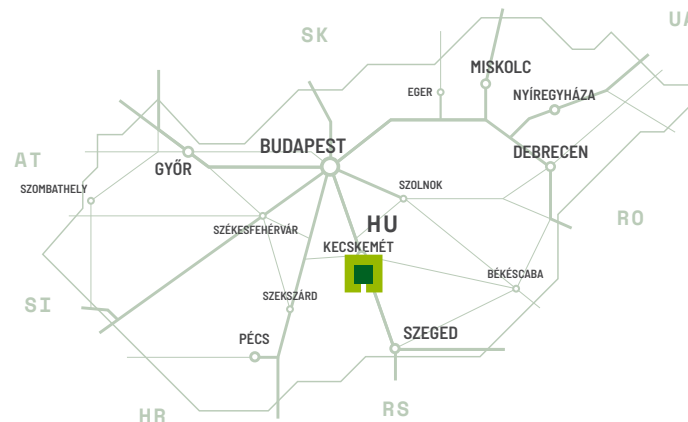 UA
SK
MISKOLC
EGER
NYÍREGYHÁZA
BUDAPEST
DEBRECEN
AT
GYŐR
SZOMBATHELY
SZOLNOK
RO
HU
SZÉKESFEHÉRVÁR
KECSKEMÉT
BÉKÉSCABA
SZEKSZÁRD
SI
SZEGED
PÉCS
RS
HR